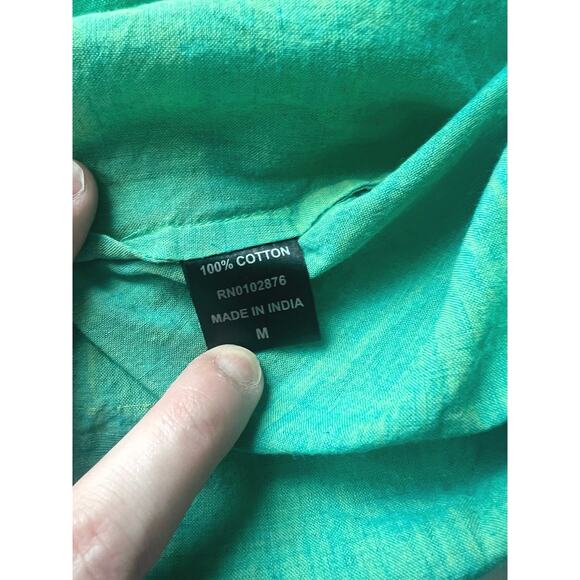 100% COTTON
RN0102876
MADE IN INDIA
M